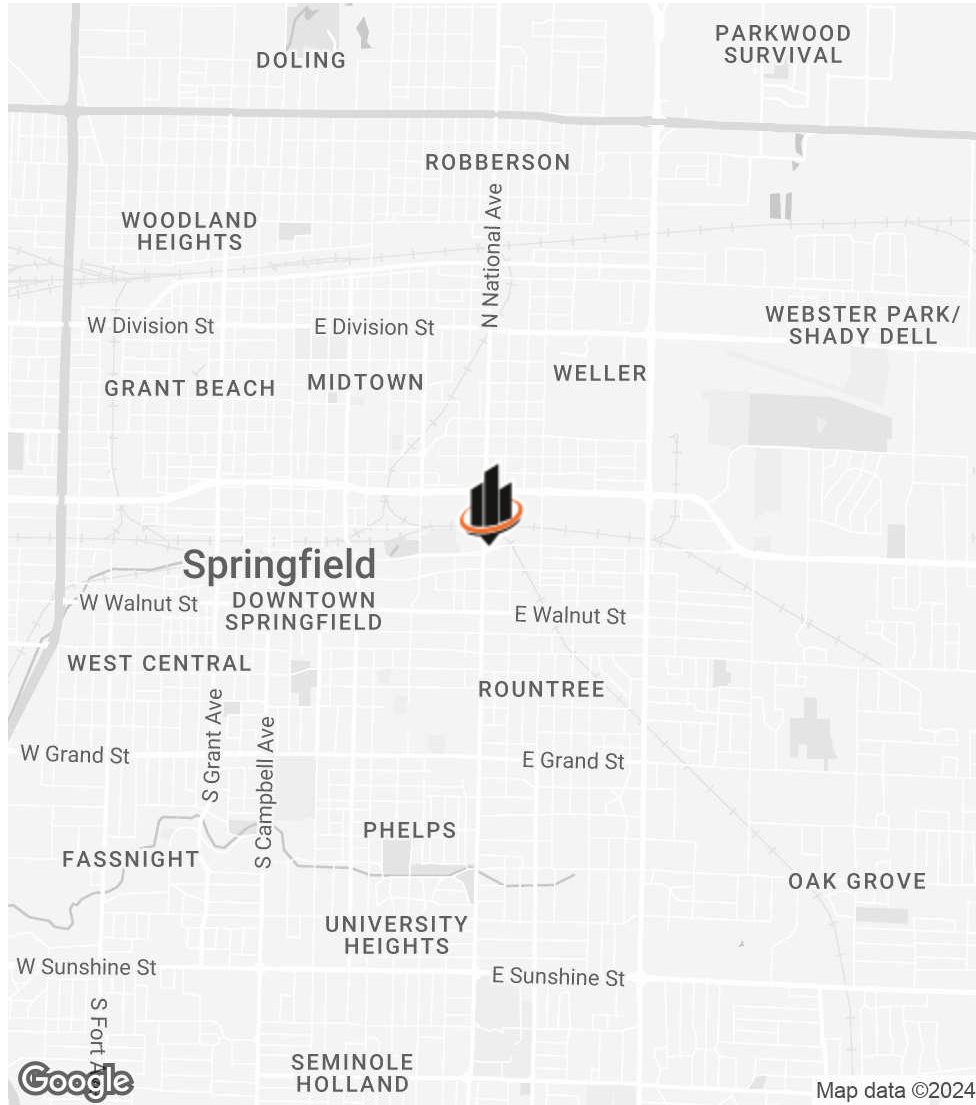 PARKWOOD
SURVIVAL
DOLING
ROBBERSON
WOODLAND
HEIGHTS
N National Ave
WEBSTER PARK/
SHADY DELL
W Division St
E Division St
WELLER
MIDTOWN
GRANT BEACH
Springfield
DOWNTOWN
SPRINGFIELD
W Walnut St
E Walnut St
WEST CENTRAL
ROUNTREE
S Grant Ave
S Campbell Ave
W Grand St
E Grand St
PHELPS
FASSNIGHT
OAK GROVE
UNIVERSITY
HEIGHTS
W Sunshine St
E Sunshine St
S Fort
SEMINOLE
HOLLAND
Google
Map data ©2024